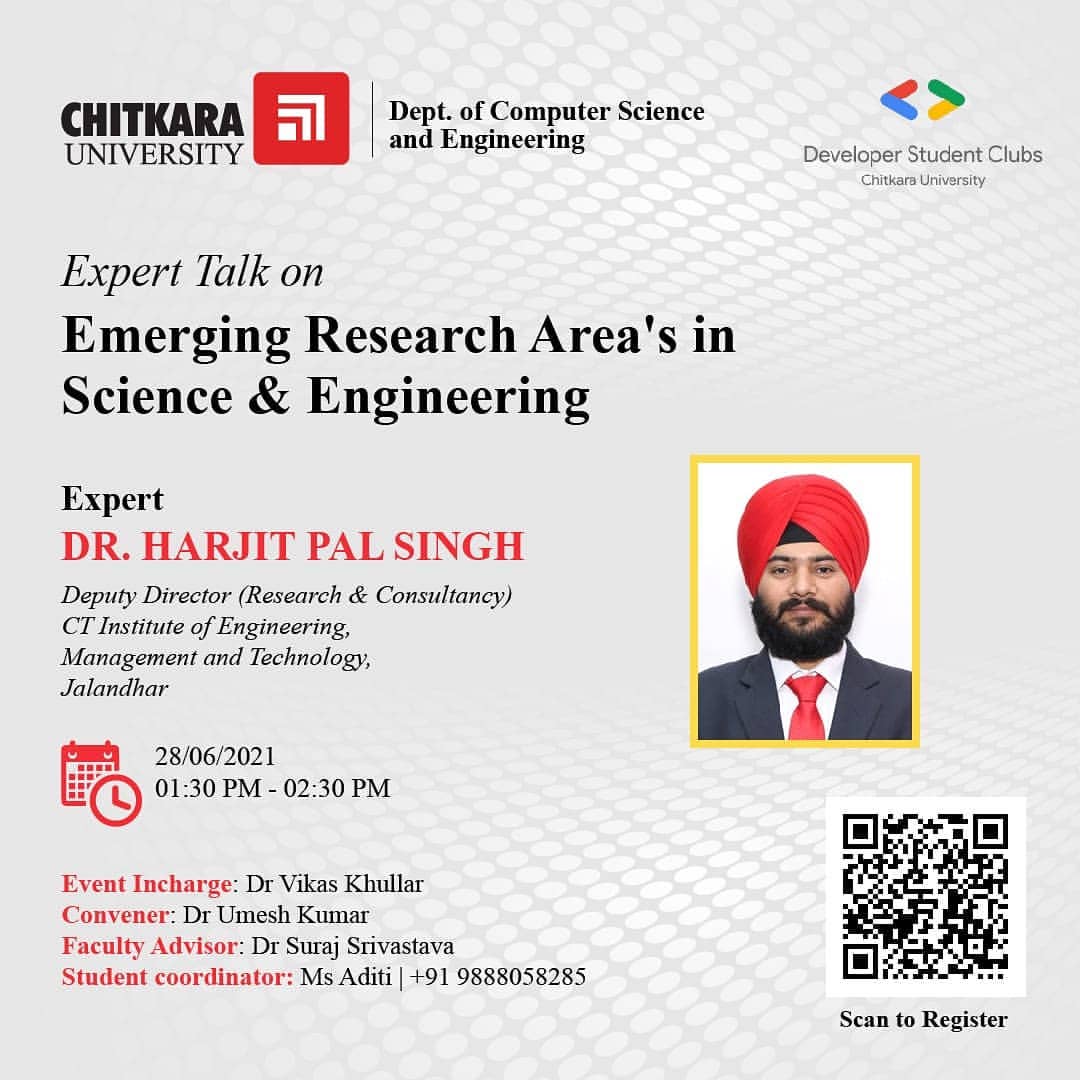 CHITKARA
UNIVERSITY
Dept. of Computer Science
and Engineering
Developer Student Clubs
Chitkara University
Expert Talk on
Emerging Research Area's in
Science & Engineering
Expert
DR. HARJIT PAL SINGH
Deputy Director (Research & Consultancy)
CT Institute of Engineering,
Management and Technology,
Jalandhar
28/06/2021
01:30 PM - 02:30 PM
Event Incharge: Dr Vikas Khullar
Convener: Dr Umesh Kumar
Faculty Advisor: Dr Suraj Srivastava
Student coordinator: Ms Aditi | +91 9888058285
Scan to Register